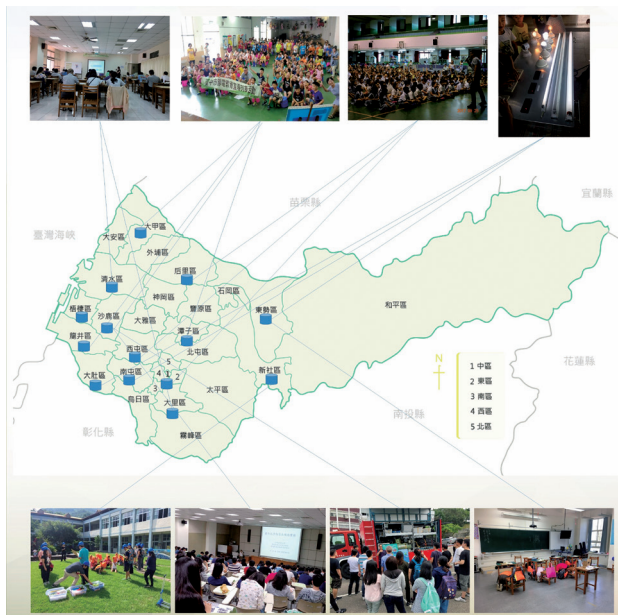 苗栗縣
宜蘭縣
臺灣海峽
大甲區
大安區
外埔區
后里區
清水區
石岡區
神岡區
豐原區
東勢區
和平區
梧棲區
沙鹿區
大雅區
潭子區
龍井區
西屯區
北屯區
N
花蓮縣
5
新社區
1 中區
大肚區
南屯區
4
1
2
2 東區
3
太平區
3 南區
烏日區
大里區
南投縣
4 西區
彰化縣
霧峰區
5 北區